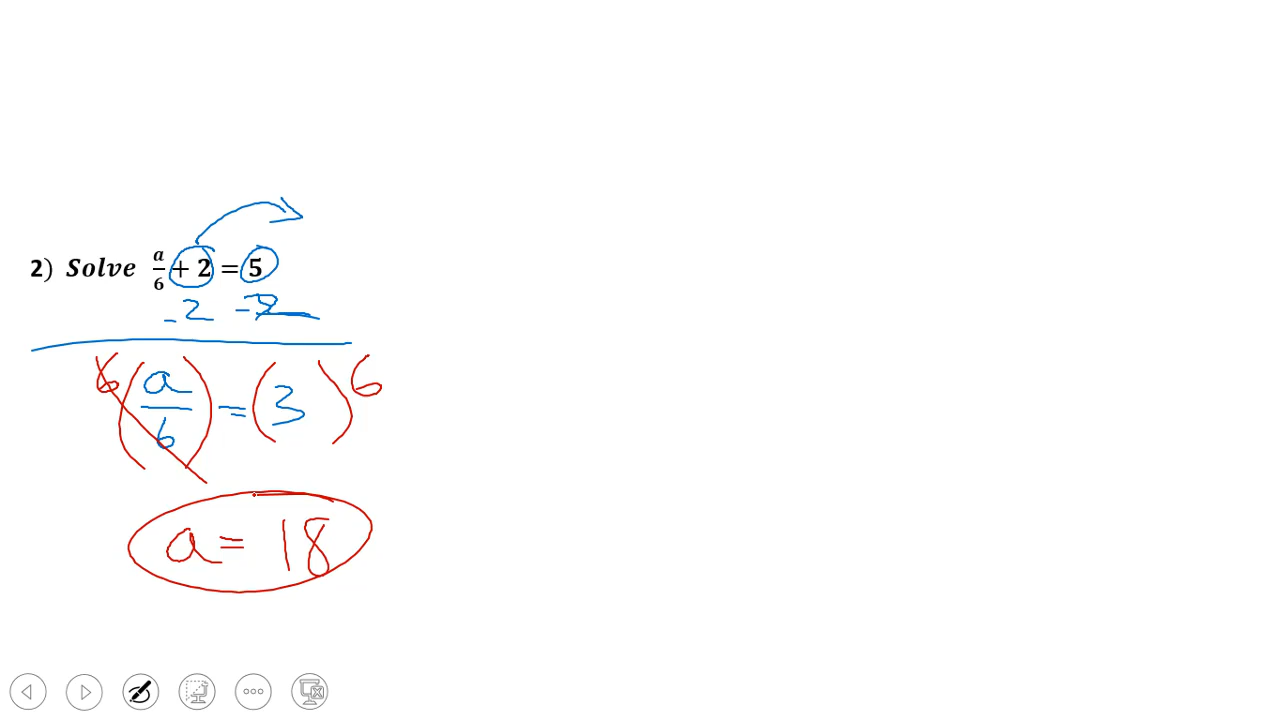 2) Solve a/6 + 2 = 5
- 2 - 2
6 (a/6) = (3) 6
a = 18